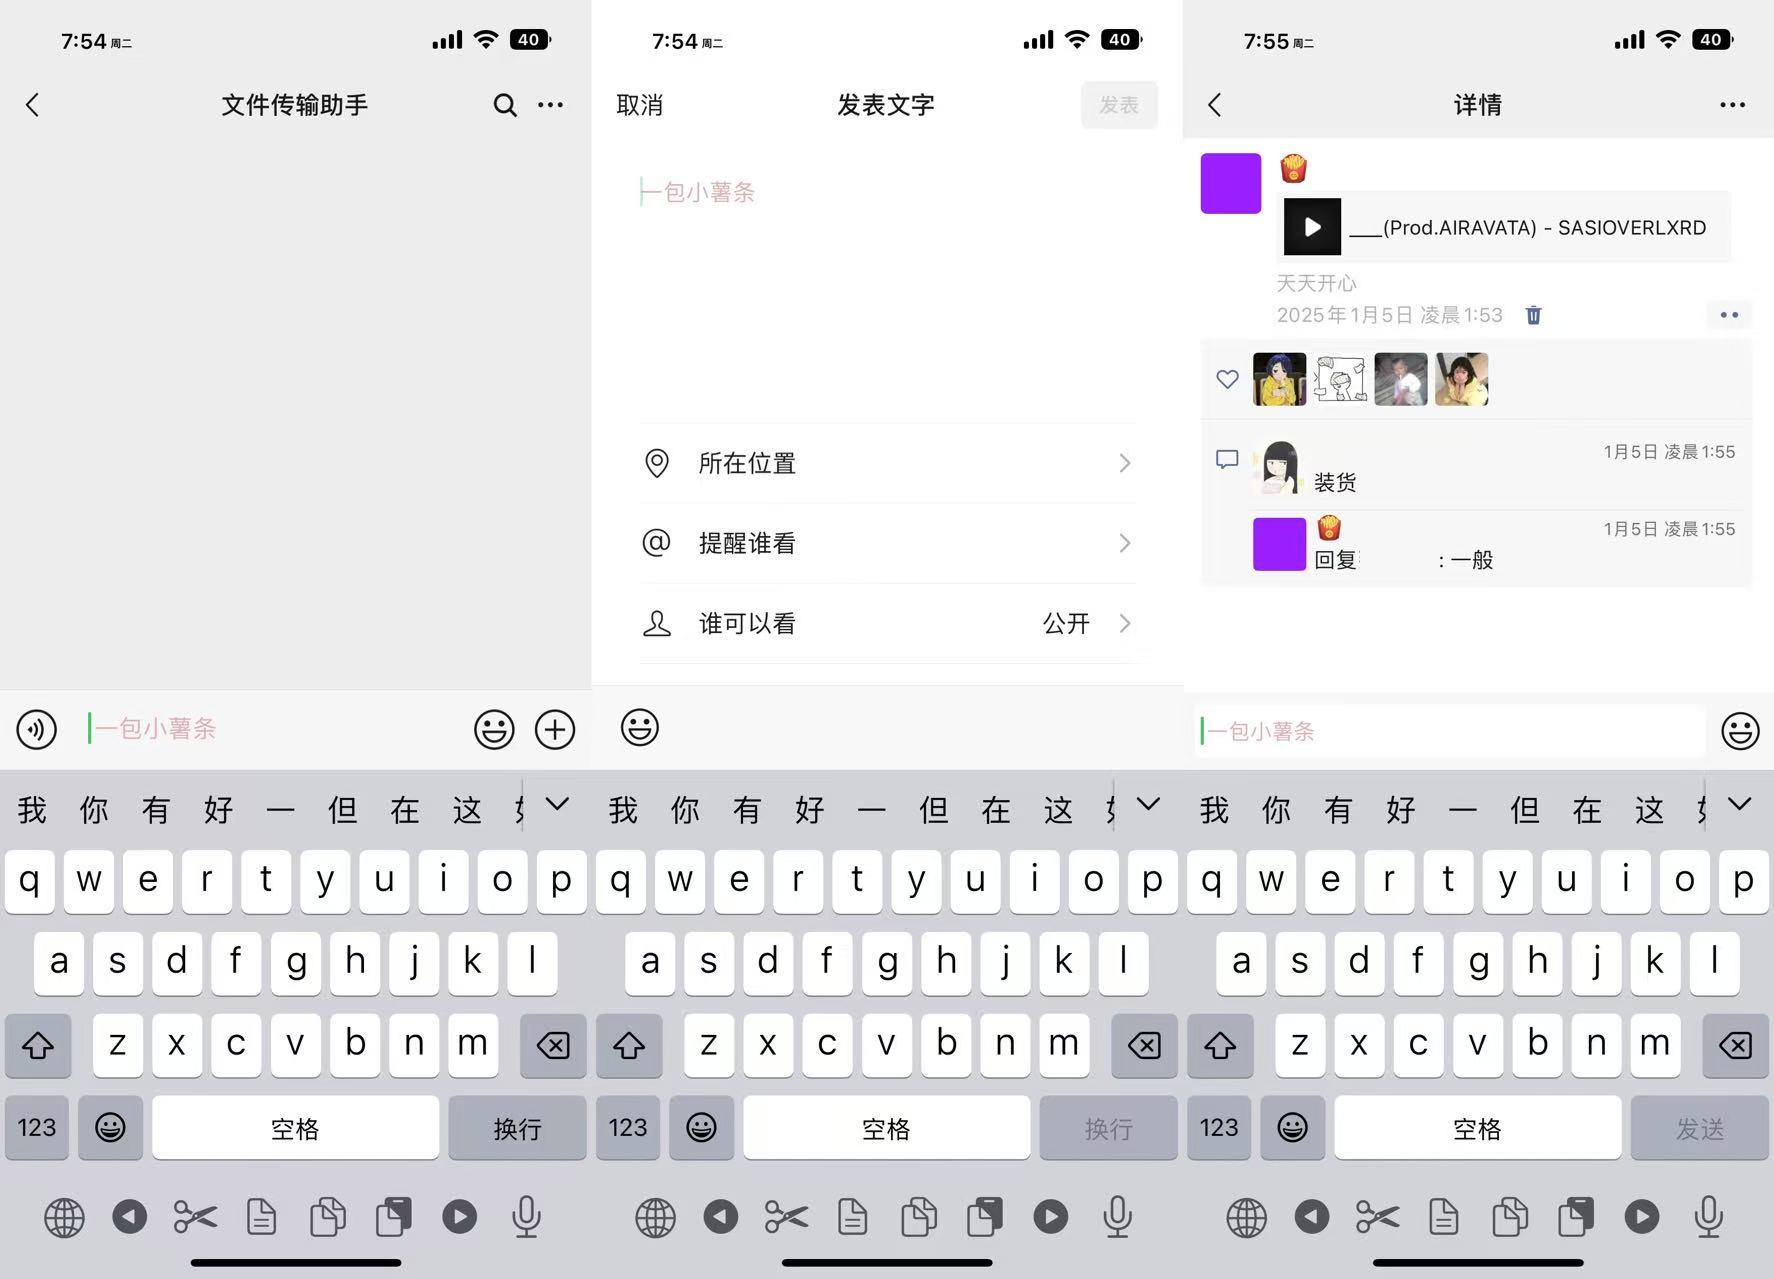 7:54 周二
40
文件传输助手
一包小薯条
我 你 有 好 一 但 在 这
q w e r t y u i o p
a s d f g h j k l
z x c v b n m
123 空格 换行
7:54 周二
40
取消 发表文字 发表
一包小薯条
所在位置
@ 提醒谁看
谁可以看 公开
我 你 有 好 一 但 在 这
q w e r t y u i o p
a s d f g h j k l
z x c v b n m
123 空格 换行
7:55 周二
40
详情
___(Prod.AIRAVATA) - SASIOVERLXRD
天天开心
2025年1月5日 凌晨1:53
1月5日 凌晨1:55
装货
1月5日 凌晨1:55
回复 : 一般
一包小薯条
我 你 有 好 一 但 在 这
q w e r t y u i o p
a s d f g h j k l
z x c v b n m
123 空格 发送